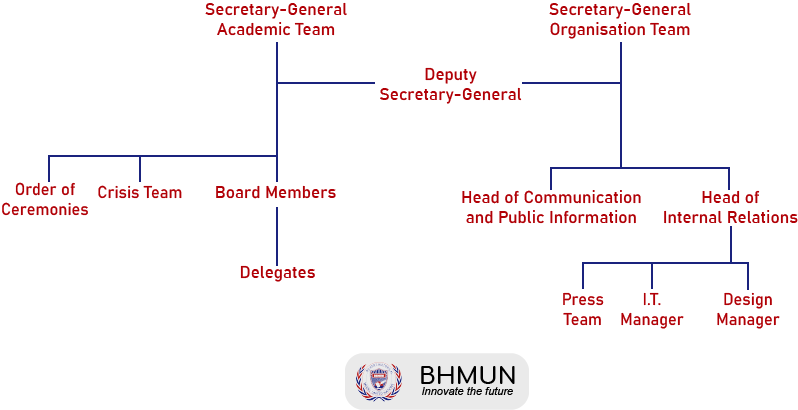 Secretary-General
Academic Team
Secretary-General
Organisation Team
Deputy
Secretary-General
Order of
Ceremonies
Crisis Team
Board Members
Head of Communication
and Public Information
Head of
Internal Relations
Delegates
Press
Team
I.T.
Manager
Design
Manager
BHMUN
Innovate the future